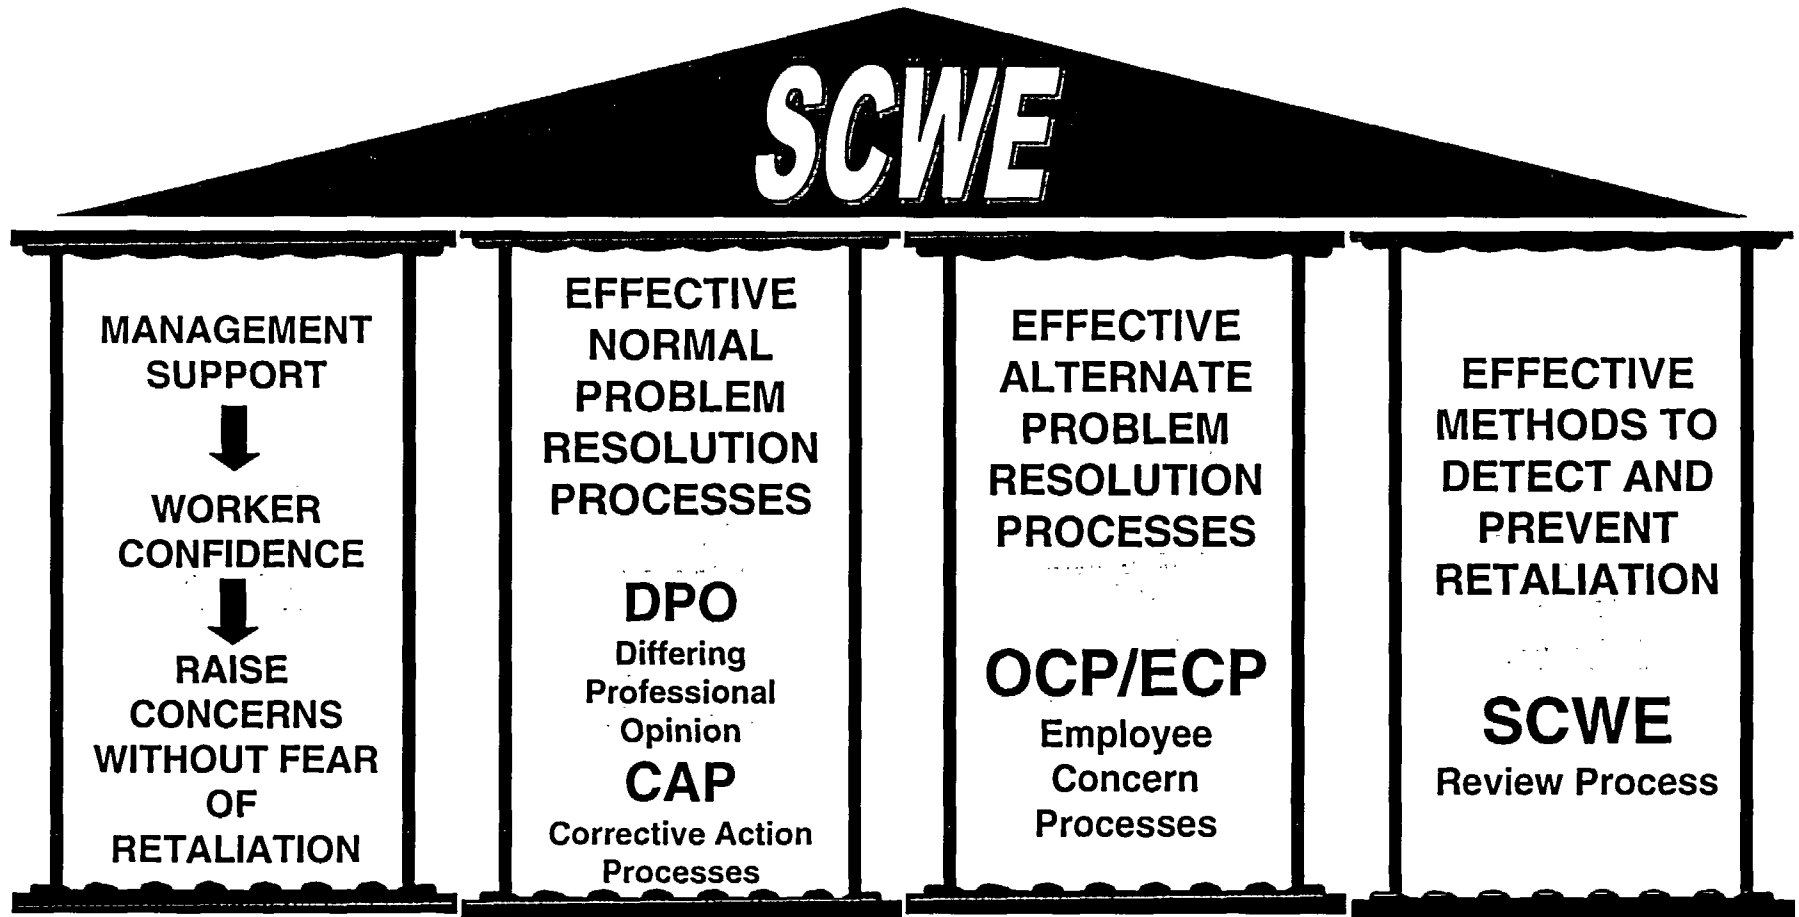 SCWE
MANAGEMENT
SUPPORT
WORKER
CONFIDENCE
RAISE
CONCERNS
WITHOUT FEAR
OF
RETALIATION
EFFECTIVE
NORMAL
PROBLEM
RESOLUTION
PROCESSES
DPO
Differing
Professional
Opinion
CAP
Corrective Action
Processes
EFFECTIVE
ALTERNATE
PROBLEM
RESOLUTION
PROCESSES
OCP/ECP
Employee
Concern
Processes
EFFECTIVE
METHODS TO
DETECT AND
PREVENT
RETALIATION
SCWE
Review Process